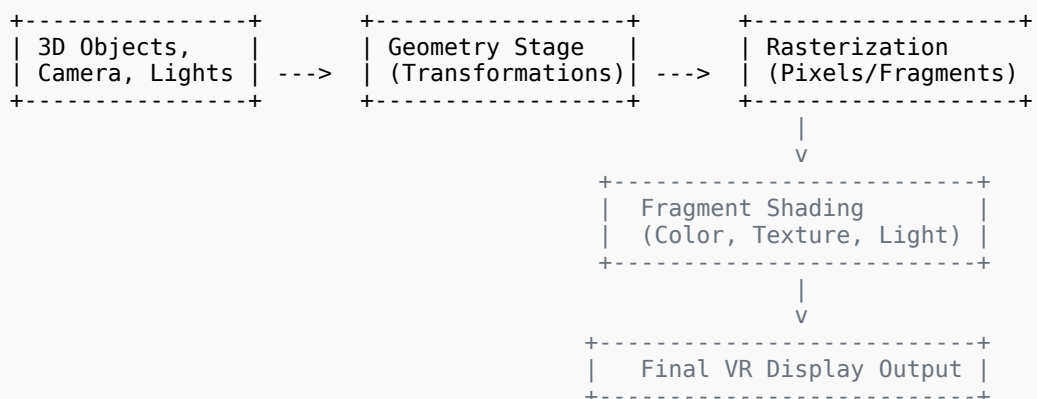 +----------------+       +------------------+       +-------------------+
| 3D Objects,    |       | Geometry Stage   |       | Rasterization
| Camera, Lights | --->  | (Transformations)| --->  | (Pixels/Fragments)
+----------------+       +------------------+       +-------------------+
|
v
+--------------------------+
|  Fragment Shading        |
|  (Color, Texture, Light) |
+--------------------------+
|
v
+---------------------------+
|   Final VR Display Output |
+---------------------------+